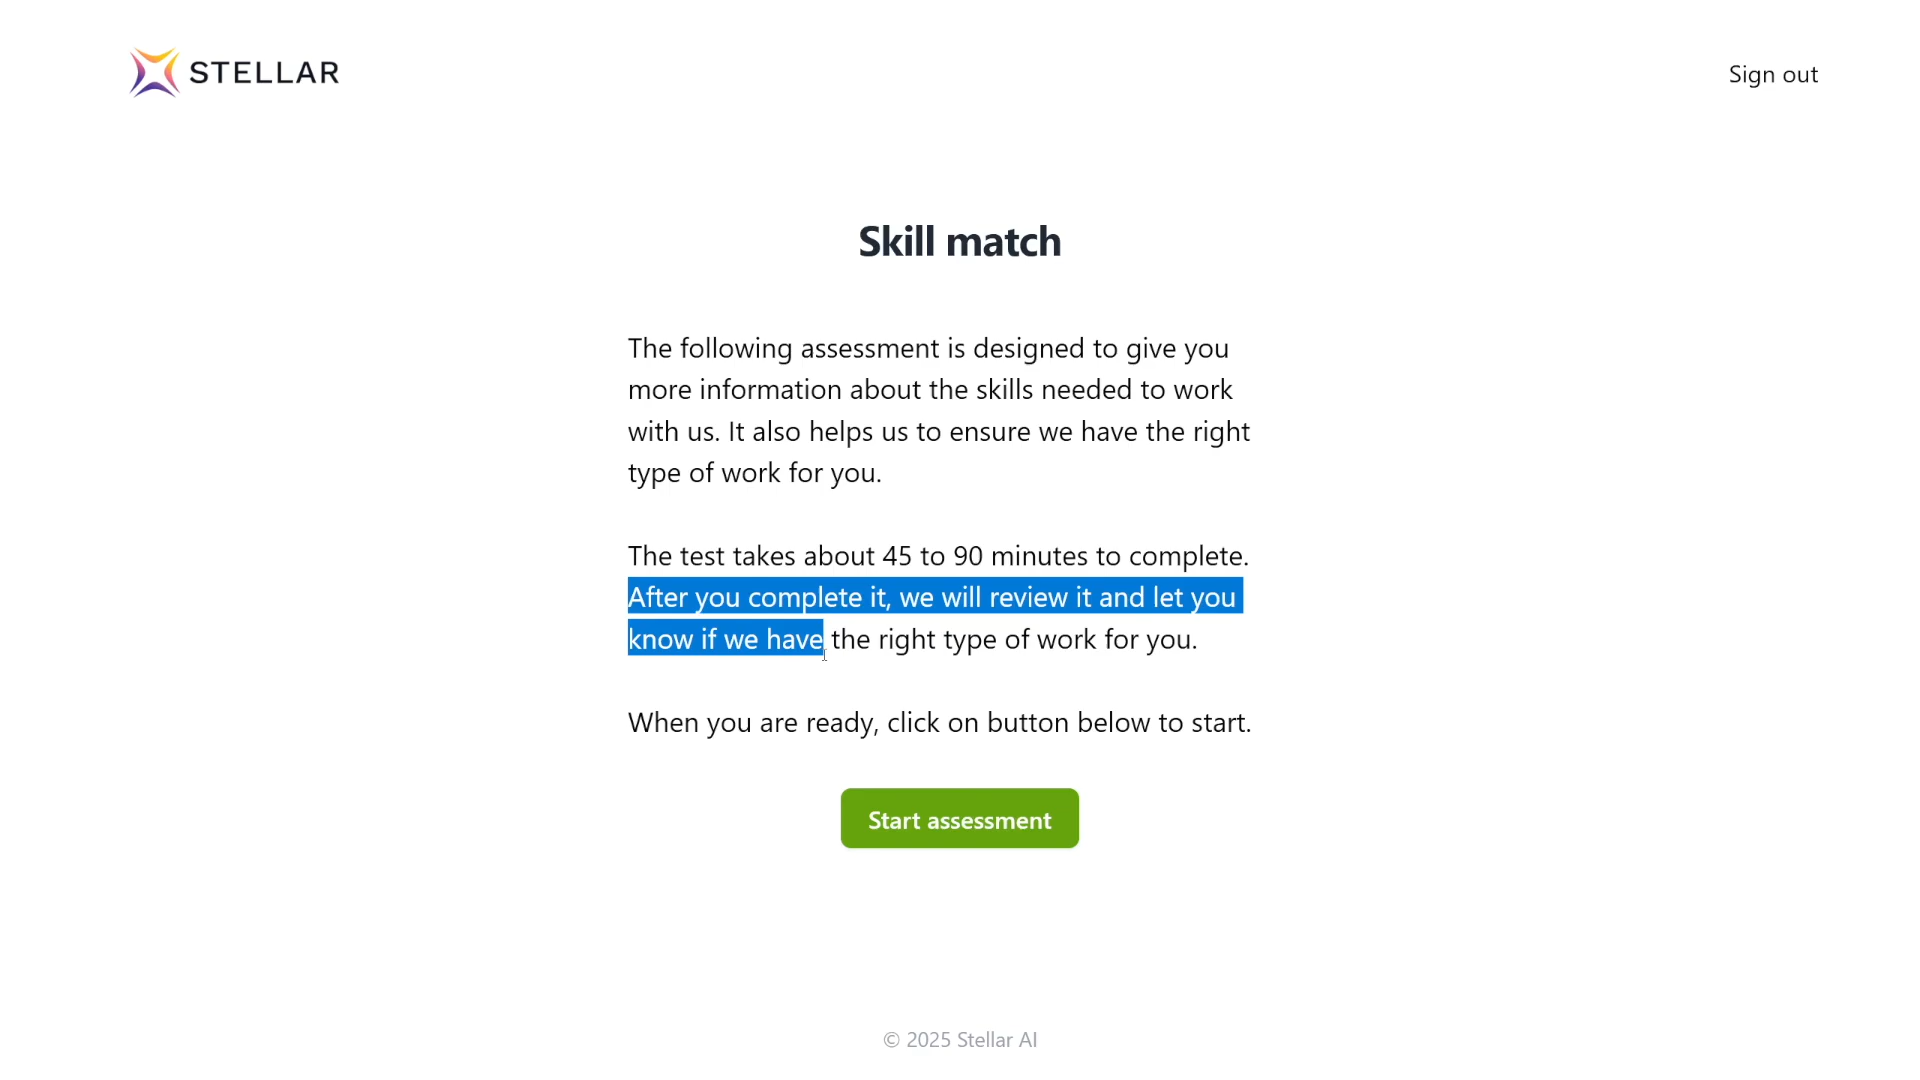 STELLAR
Sign out
Skill match
The following assessment is designed to give you
more information about the skills needed to work
with us. It also helps us to ensure we have the right
type of work for you.
The test takes about 45 to 90 minutes to complete.
After you complete it, we will review it and let you
know if we have the right type of work for you.
When you are ready, click on button below to start.
Start assessment
© 2025 Stellar AI